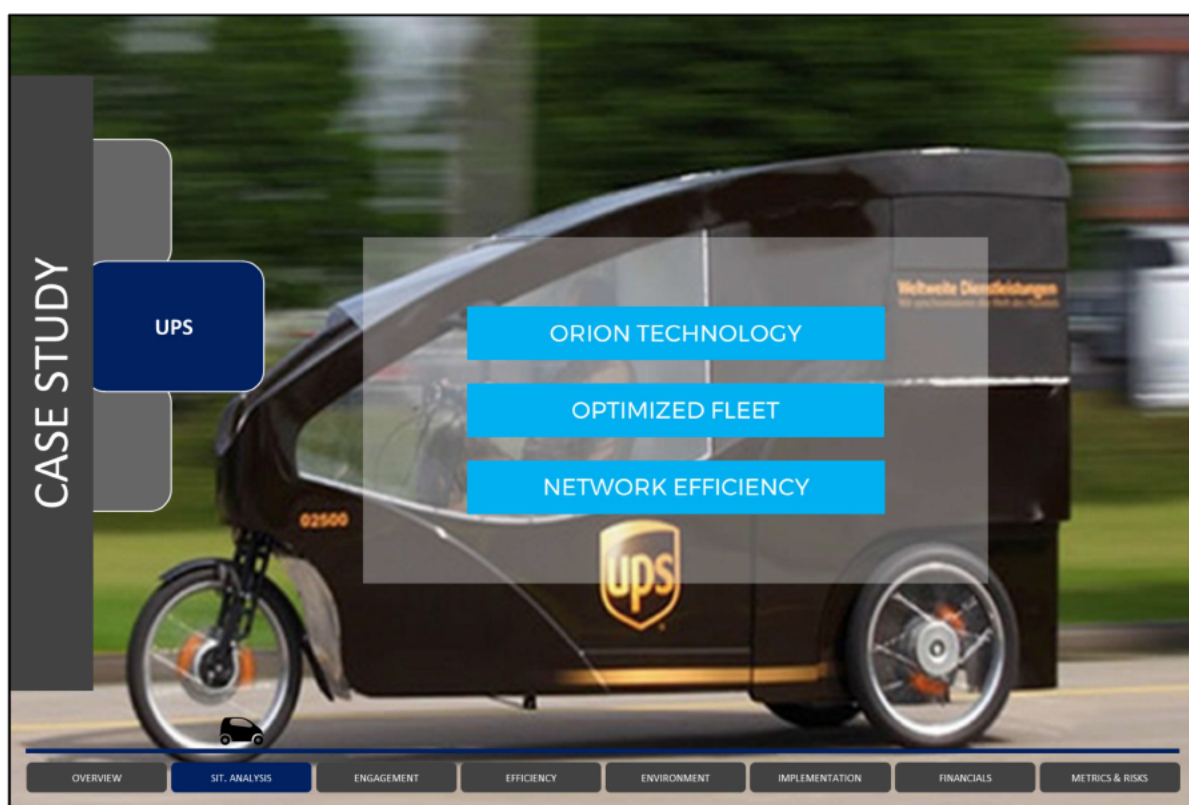 CASE STUDY
UPS
ORION TECHNOLOGY
OPTIMIZED FLEET
NETWORK EFFICIENCY
Weltweite Dienstleistungen
02500
ups
OVERVIEW
SIT. ANALYSIS
ENGAGEMENT
EFFICIENCY
ENVIRONMENT
IMPLEMENTATION
FINANCIALS
METRICS & RISKS